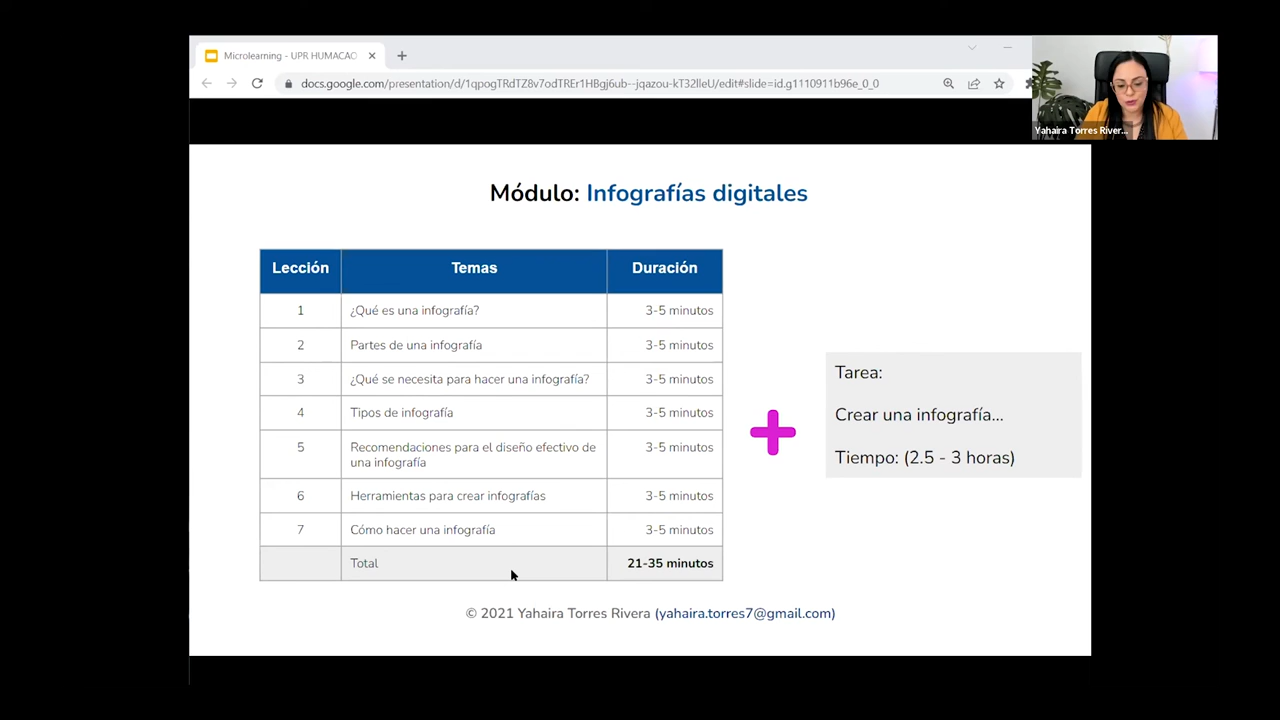 Microlearning - UPR HUMACAO
docs.google.com/presentation/d/1qpogTRdTZ8v7odTREr1HBgj6ub--jqazou-kT32lleU/edit#slide=id.g1110911b96e_0_0
Yahaira Torres River...
Módulo: Infografías digitales
Lección Temas Duración
1 ¿Qué es una infografía? 3-5 minutos
2 Partes de una infografía 3-5 minutos
3 ¿Qué se necesita para hacer una infografía? 3-5 minutos
4 Tipos de infografía 3-5 minutos
5 Recomendaciones para el diseño efectivo de 3-5 minutos
una infografía
6 Herramientas para crear infografías 3-5 minutos
7 Cómo hacer una infografía 3-5 minutos
Total 21-35 minutos
Tarea:
Crear una infografía...
Tiempo: (2.5 - 3 horas)
© 2021 Yahaira Torres Rivera (yahaira.torres7@gmail.com)